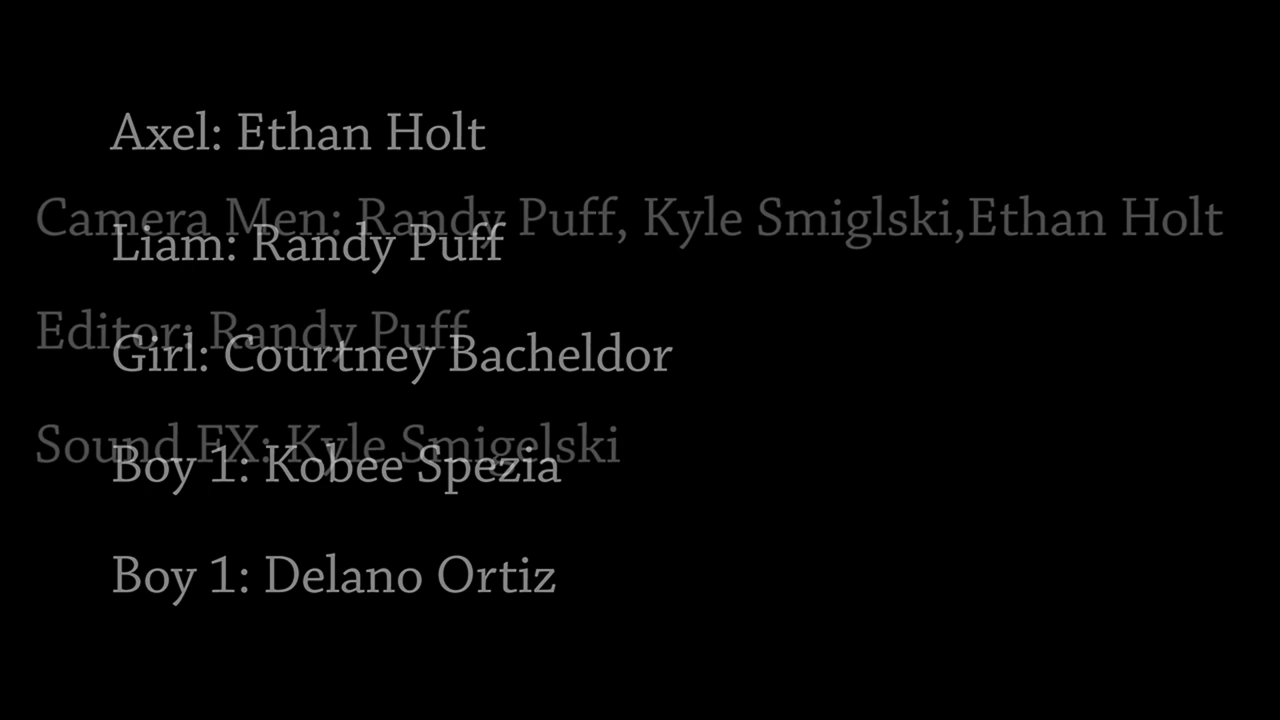 Axel: Ethan Holt
Camera Men: Randy Puff, Kyle Smiglski,Ethan Holt
Liam: Randy Puff
Editor: Randy Puff
Girl: Courtney Bacheldor
Sound FX: Kyle Smigelski
Boy 1: Kobee Spezia
Boy 1: Delano Ortiz